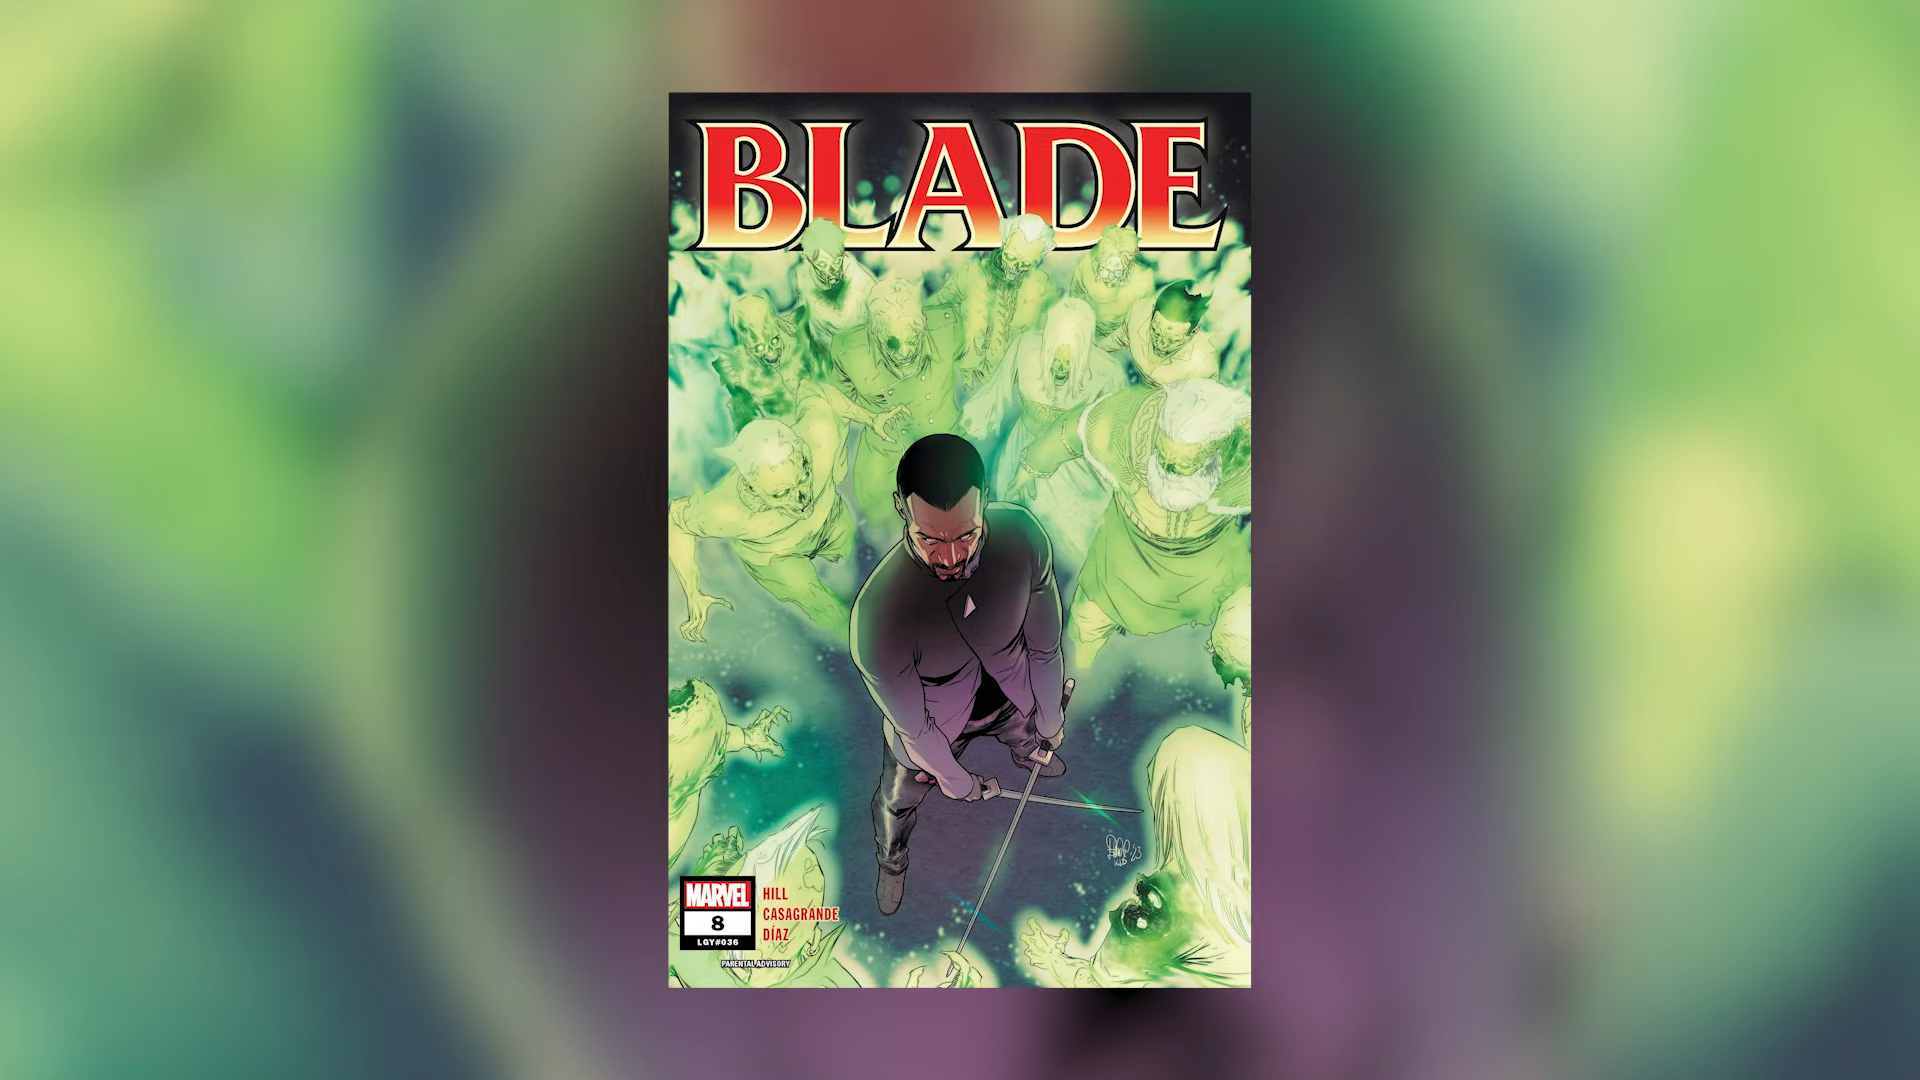 BLADE
MARVEL
8
LGY#036
HILL
CASAGRANDE
DÍAZ
PARENTAL ADVISORY